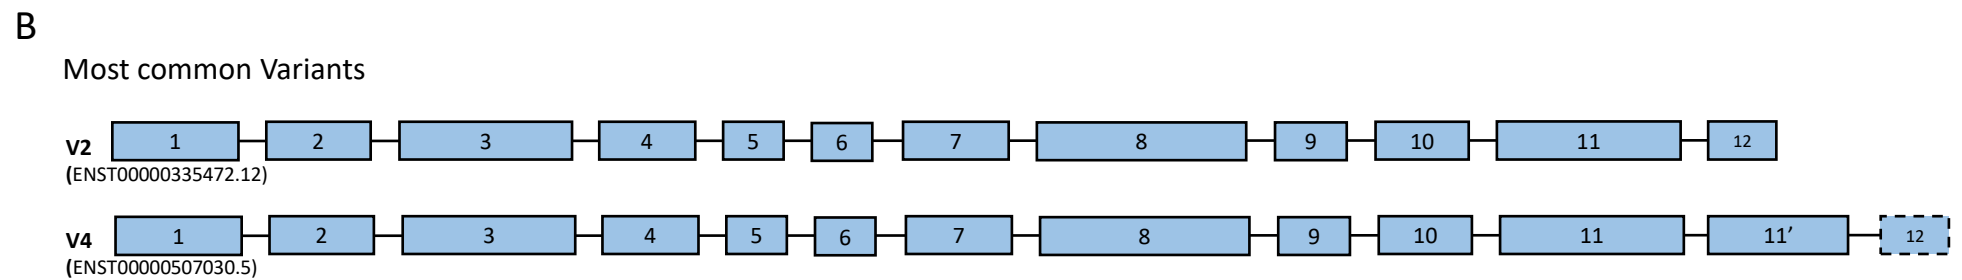 B
Most common Variants
V2 1 2 3 4 5 6 7 8 9 10 11 12
(ENST00000335472.12)
V4 1 2 3 4 5 6 7 8 9 10 11 11’ 12
(ENST00000507030.5)